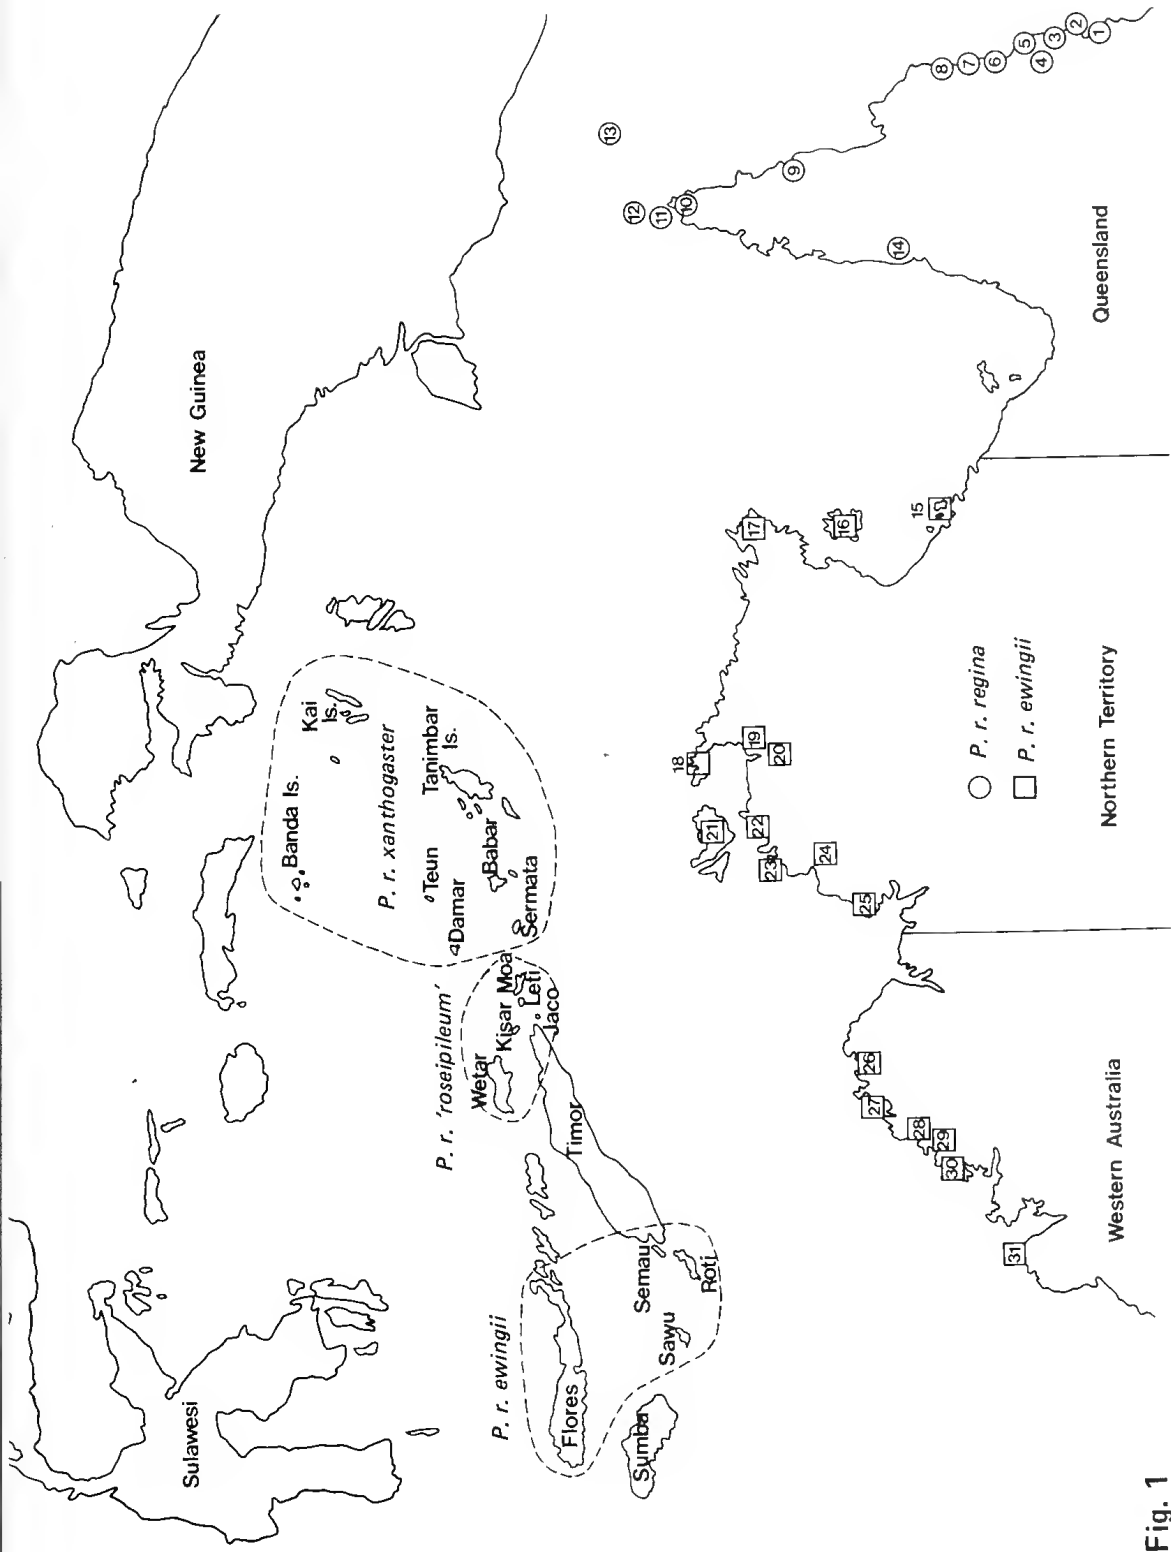 Sulawesi
New Guinea
Banda Is.
Kai
Is.
P. r. xanthogaster
Tanimbar
Is.
Teun
Damar
Babar
Sermata
P. r. 'roseipileum'
Wetar
Kisar
Moa
Leti
Jaco
Timor
P. r. ewingii
Flores
Semau
Roti
Sawu
Sumba
13
12
11
10
9
8
7
6
5
4
3
2
1
14
15
16
17
18
19
20
21
22
23
24
25
26
27
28
29
30
31
P. r. regina
P. r. ewingii
Western Australia
Northern Territory
Queensland
Fig. 1